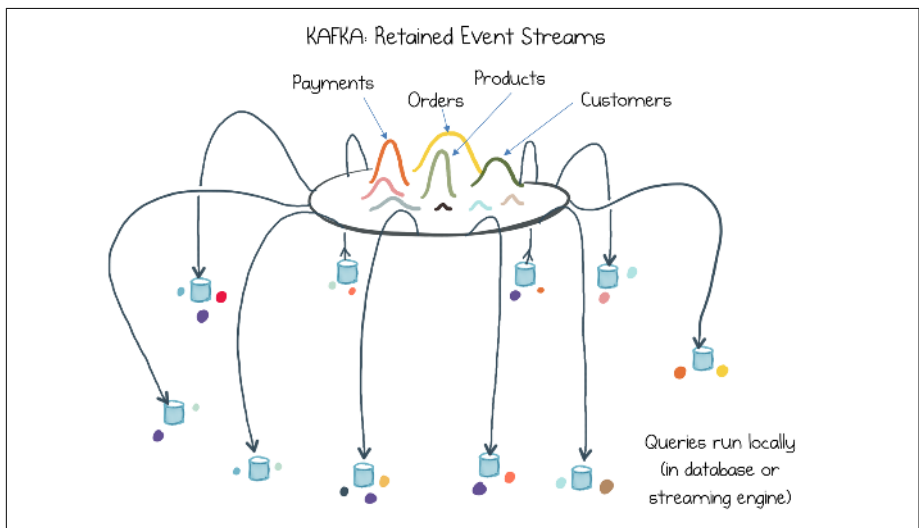 KAFKA: Retained Event Streams
Products
Payments
Orders
Customers
Queries run locally
(in database or
streaming engine)